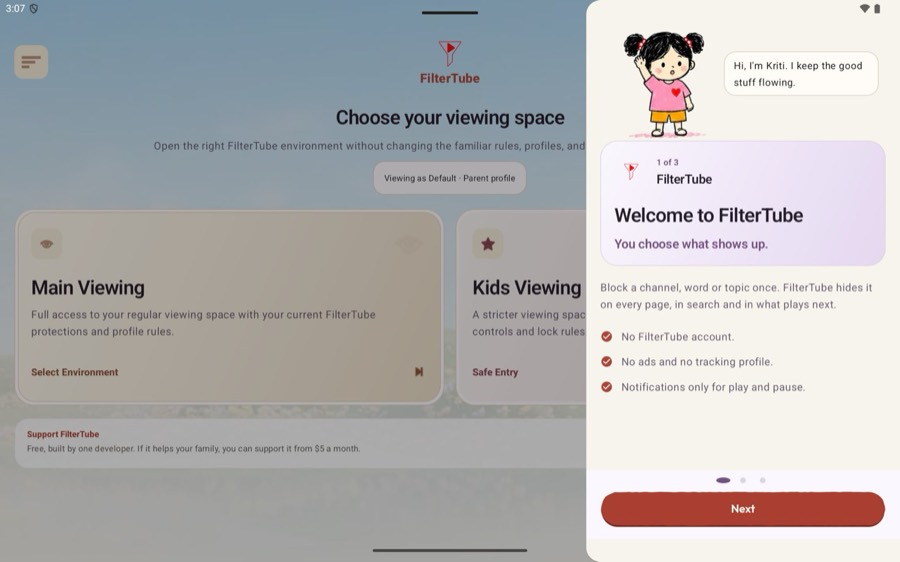 3:07
FilterTube
Choose your viewing space
Open the right FilterTube environment without changing the familiar rules, profiles, and
Viewing as Default · Parent profile
Main Viewing
Full access to your regular viewing space with your current FilterTube
protections and profile rules.
Select Environment
Kids Viewing
A stricter viewing spac
controls and lock rules
Safe Entry
Support FilterTube
Free, built by one developer. If it helps your family, you can support it from $5 a month.
Hi, I'm Kriti. I keep the good
stuff flowing.
1 of 3
FilterTube
Welcome to FilterTube
You choose what shows up.
Block a channel, word or topic once. FilterTube hides it
on every page, in search and in what plays next.
No FilterTube account.
No ads and no tracking profile.
Notifications only for play and pause.
Next